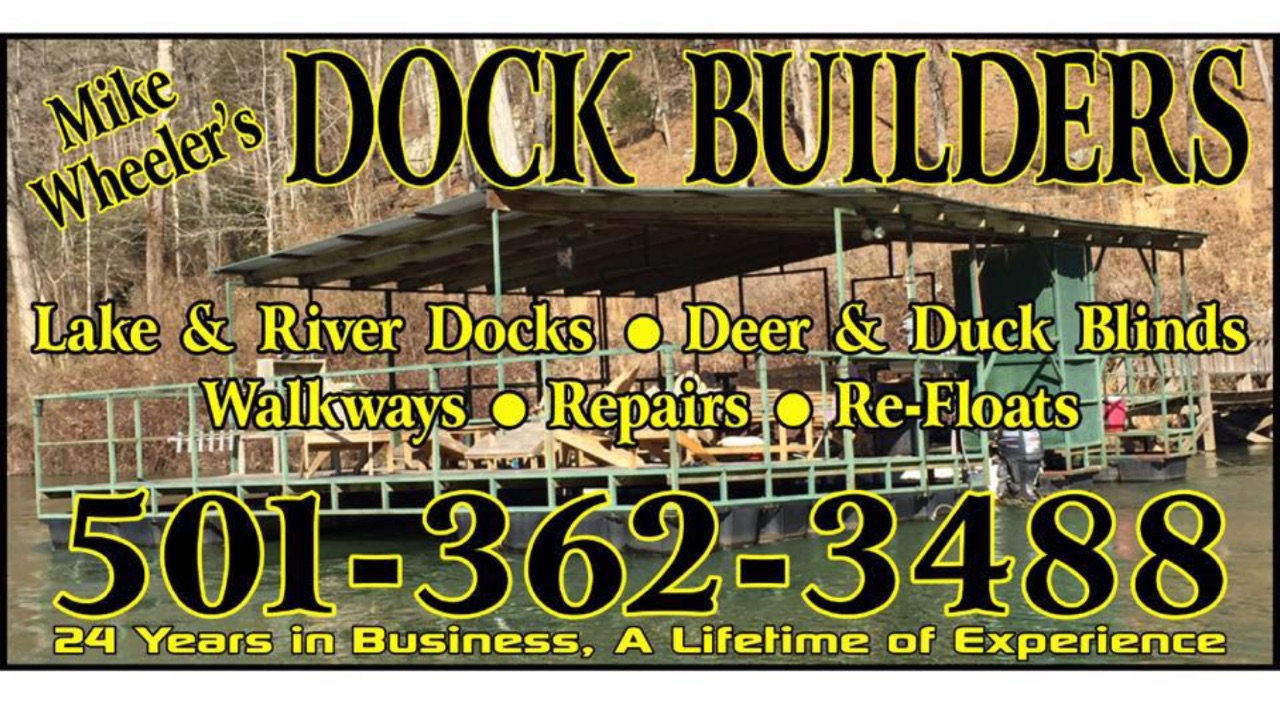 Mike
Wheeler's
DOCK BUILDERS
Lake & River Docks ● Deer & Duck Blinds
Walkways ● Repairs ● Re-Floats
501-362-3488
24 Years in Business, A Lifetime of Experience